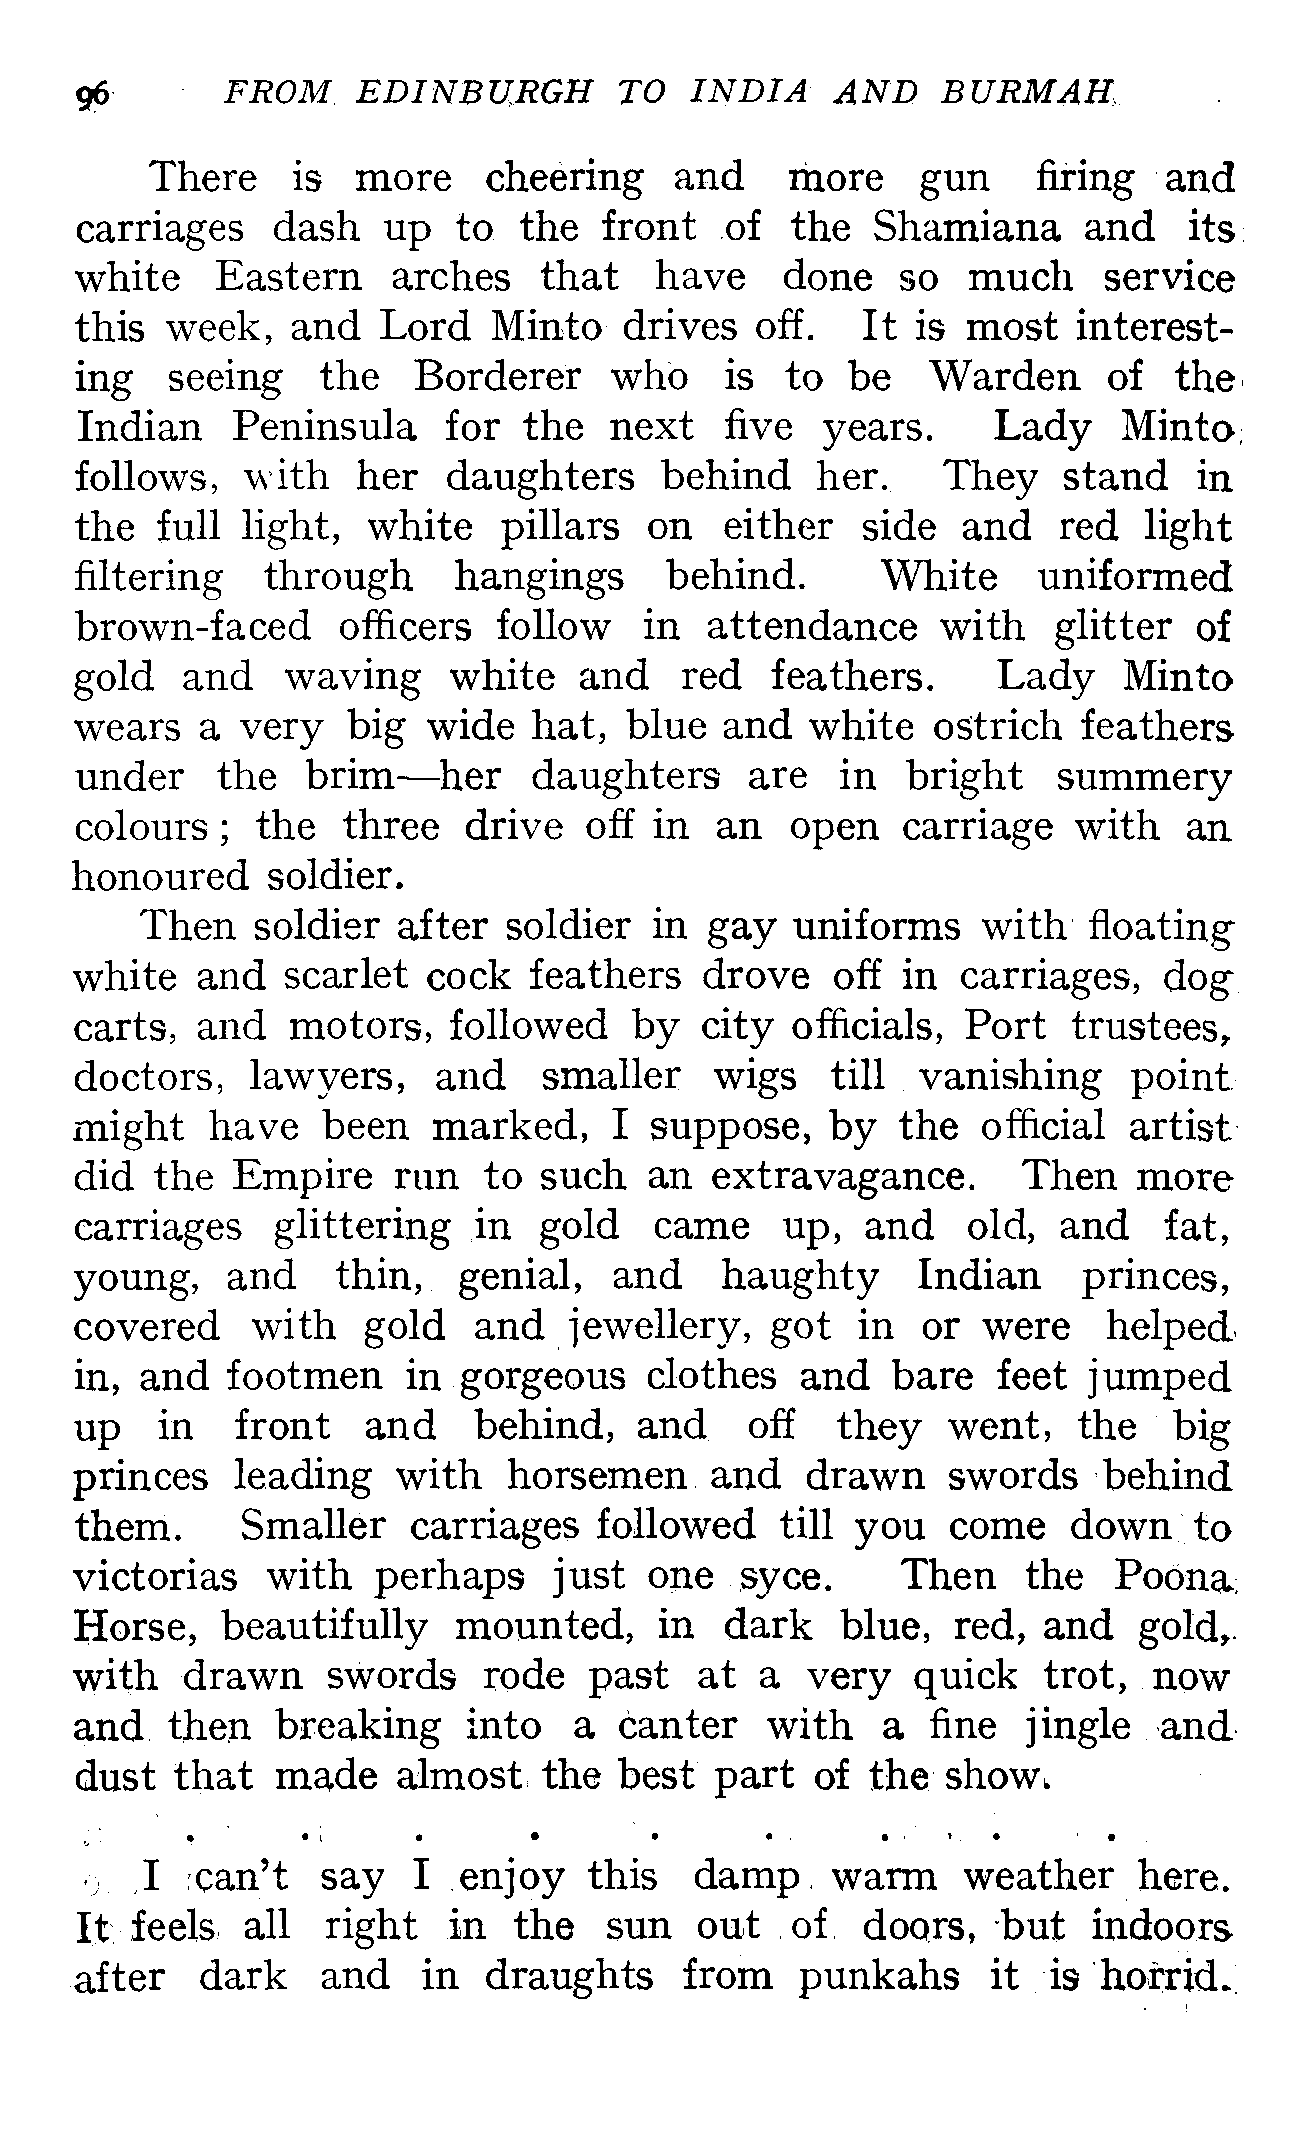 96 FROM EDINBURGH TO INDIA AND BURMAH
There is more cheering and more gun firing and
carriages dash up to the front of the Shamiana and its
white Eastern arches that have done so much service
this week, and Lord Minto drives off. It is most interest-
ing seeing the Borderer who is to be Warden of the
Indian Peninsula for the next five years. Lady Minto
follows, with her daughters behind her. They stand in
the full light, white pillars on either side and red light
filtering through hangings behind. White uniformed
brown-faced officers follow in attendance with glitter of
gold and waving white and red feathers. Lady Minto
wears a very big wide hat, blue and white ostrich feathers
under the brim—her daughters are in bright summery
colours; the three drive off in an open carriage with an
honoured soldier.
Then soldier after soldier in gay uniforms with floating
white and scarlet cock feathers drove off in carriages, dog
carts, and motors, followed by city officials, Port trustees,
doctors, lawyers, and smaller wigs till vanishing point
might have been marked, I suppose, by the official artist
did the Empire run to such an extravagance. Then more
carriages glittering in gold came up, and old, and fat,
young, and thin, genial, and haughty Indian princes,
covered with gold and jewellery, got in or were helped
in, and footmen in gorgeous clothes and bare feet jumped
up in front and behind, and off they went, the big
princes leading with horsemen and drawn swords behind
them. Smaller carriages followed till you come down to
victorias with perhaps just one syce. Then the Poona
Horse, beautifully mounted, in dark blue, red, and gold,
with drawn swords rode past at a very quick trot, now
and then breaking into a canter with a fine jingle and
dust that made almost the best part of the show.
. . . . . . . . .
I can't say I enjoy this damp warm weather here.
It feels all right in the sun out of doors, but indoors
after dark and in draughts from punkahs it is horrid.